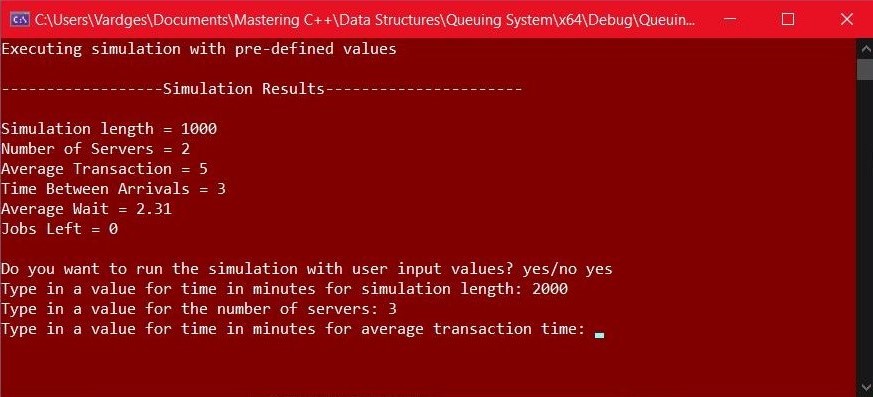 C:\Users\Vardges\Documents\Mastering C++\Data Structures\Queuing System\x64\Debug\Queuin...
Executing simulation with pre-defined values
------------------Simulation Results----------------------
Simulation length = 1000
Number of Servers = 2
Average Transaction = 5
Time Between Arrivals = 3
Average Wait = 2.31
Jobs Left = 0
Do you want to run the simulation with user input values? yes/no yes
Type in a value for time in minutes for simulation length: 2000
Type in a value for the number of servers: 3
Type in a value for time in minutes for average transaction time: